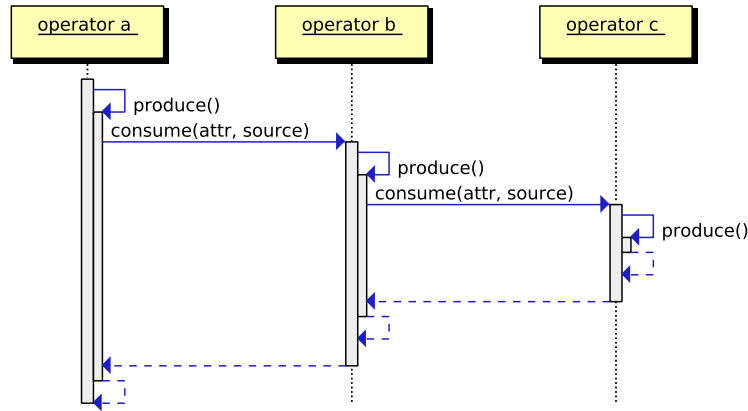 operator a
operator b
operator c
produce()
consume(attr, source)
produce()
consume(attr, source)
produce()